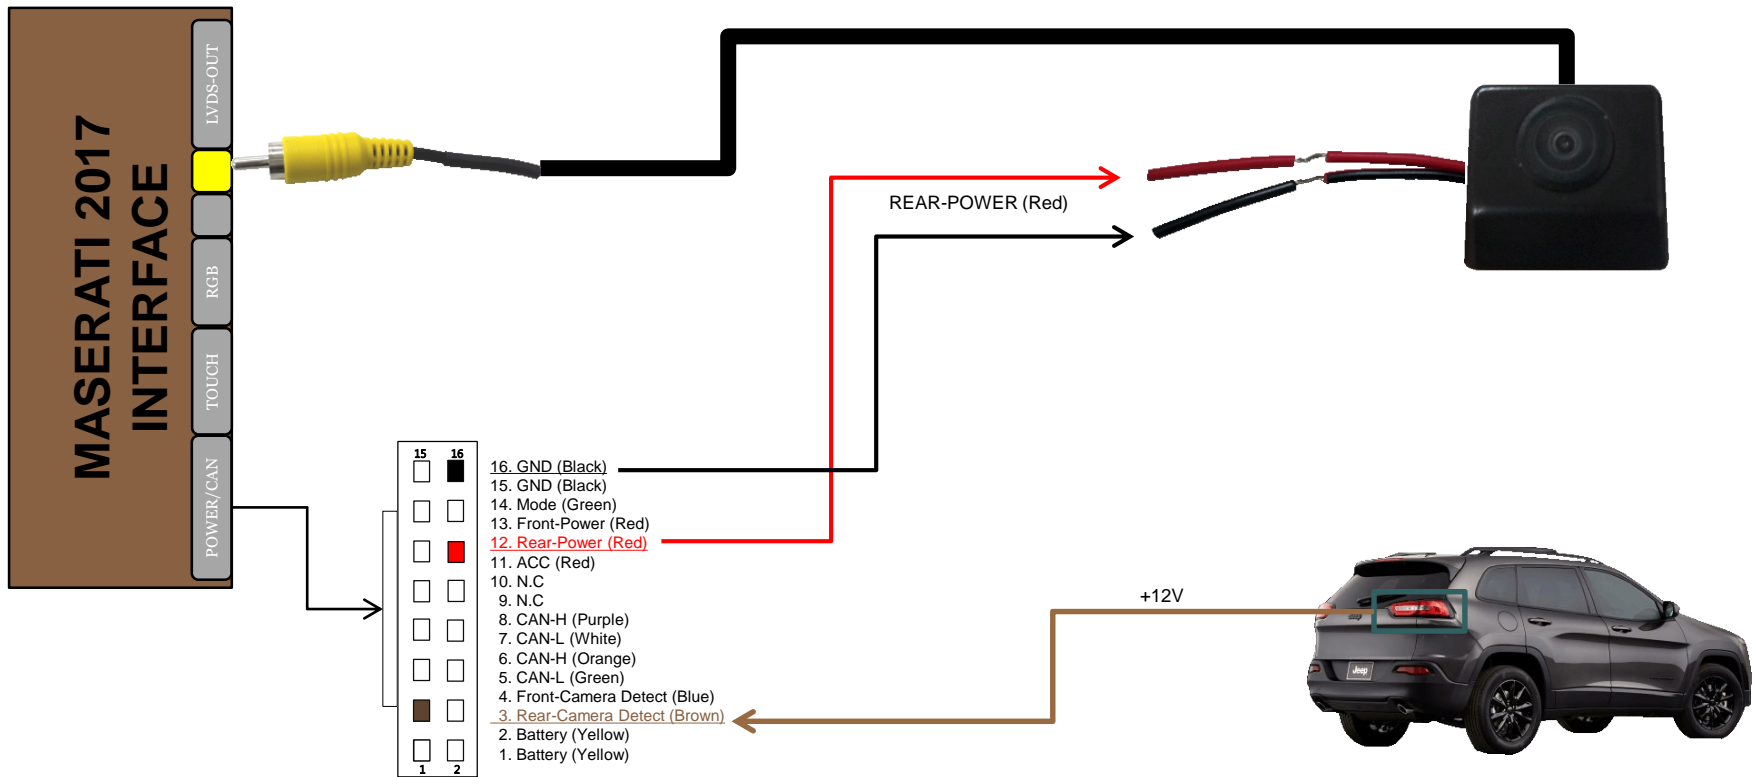 MASERATI 2017
INTERFACE
LVDS-OUT
RGB
TOUCH
POWER/CAN
REAR-POWER (Red)
15 16
16. GND (Black)
15. GND (Black)
14. Mode (Green)
13. Front-Power (Red)
12. Rear-Power (Red)
11. ACC (Red)
10. N.C
9. N.C
8. CAN-H (Purple)
7. CAN-L (White)
6. CAN-H (Orange)
5. CAN-L (Green)
4. Front-Camera Detect (Blue)
3. Rear-Camera Detect (Brown)
2. Battery (Yellow)
1. Battery (Yellow)
1 2
+12V
Jeep